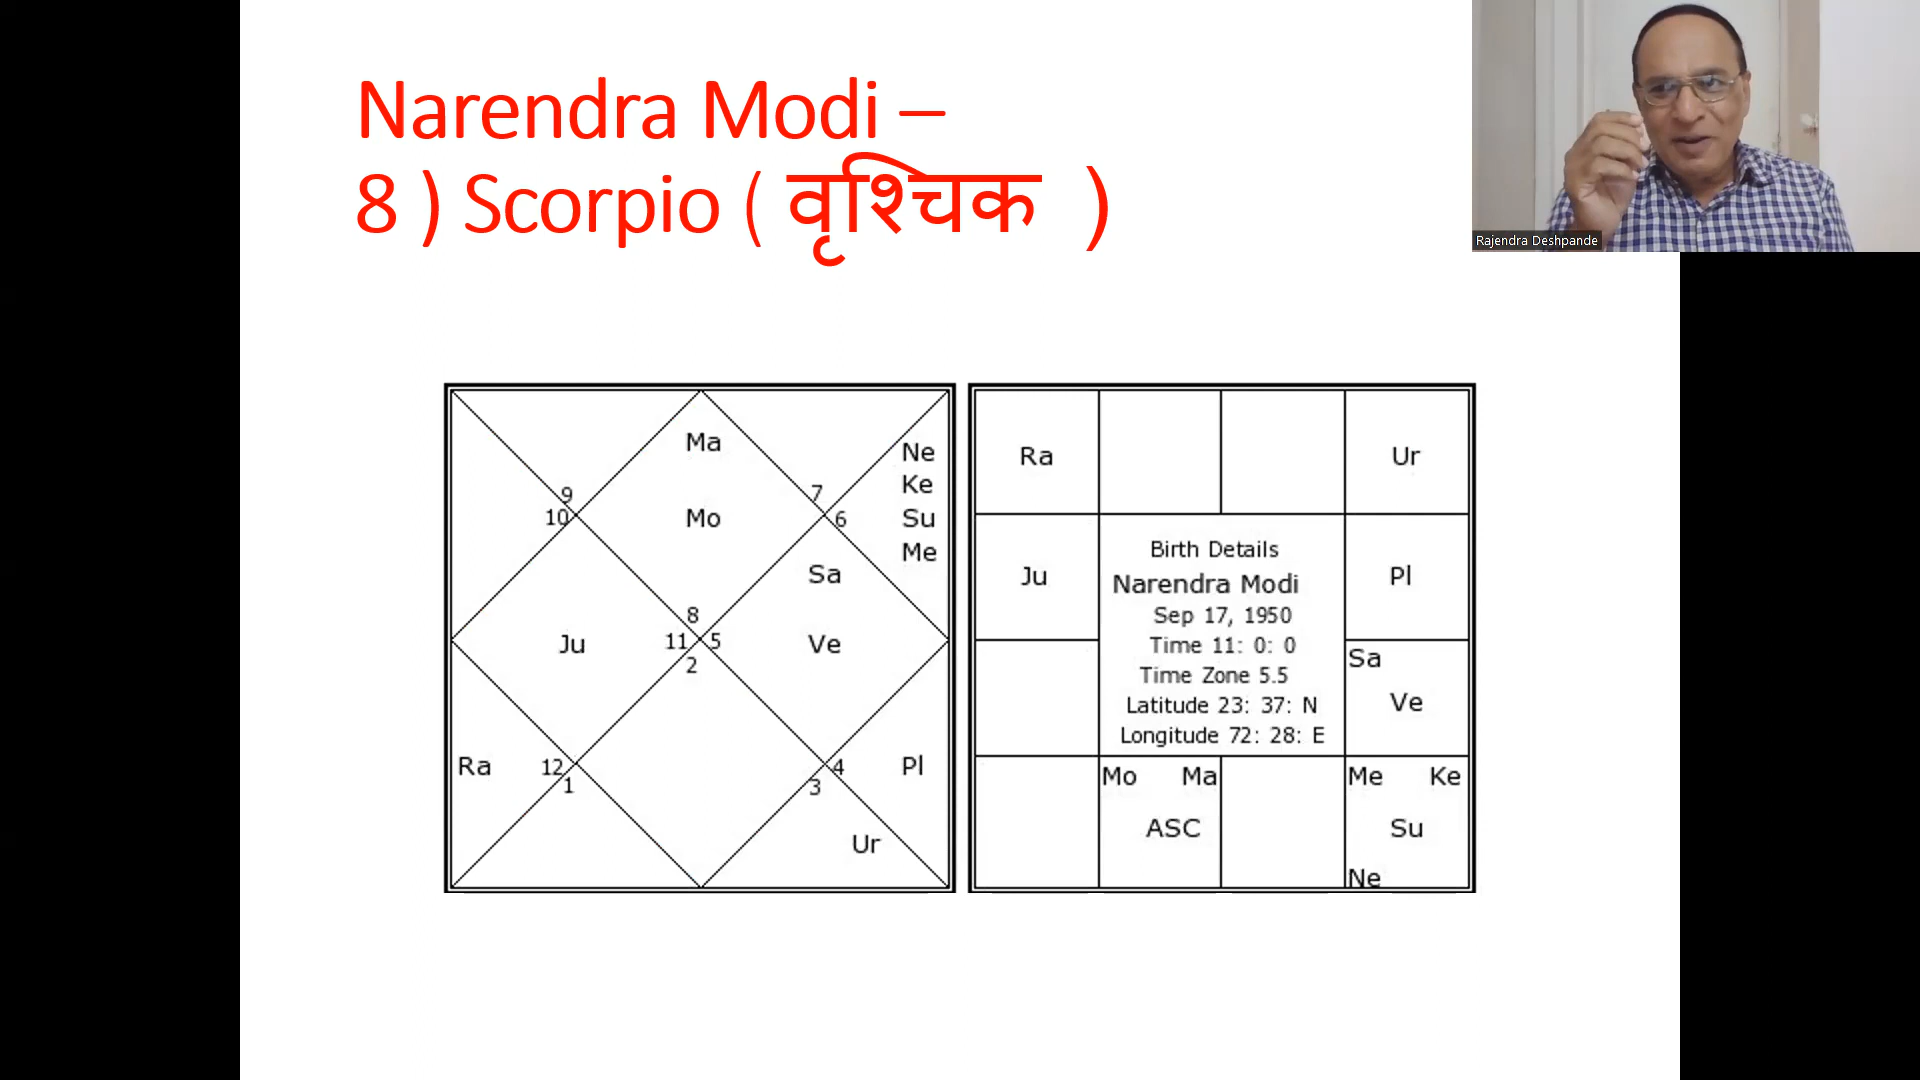 Narendra Modi –
8 ) Scorpio ( वृश्चिक )
Rajendra Deshpande
Ma
Ne
Ke
9
7
10
Mo
6
Su
Me
Sa
8
Ju
11
5
Ve
2
Ra
12
4
Pl
1
3
Ur
Ra
Ur
Ju
Birth Details
Narendra Modi
Sep 17, 1950
Time 11: 0: 0
Time Zone 5.5
Latitude 23: 37: N
Longitude 72: 28: E
Pl
Sa
Ve
Mo Ma
ASC
Me Ke
Su
Ne